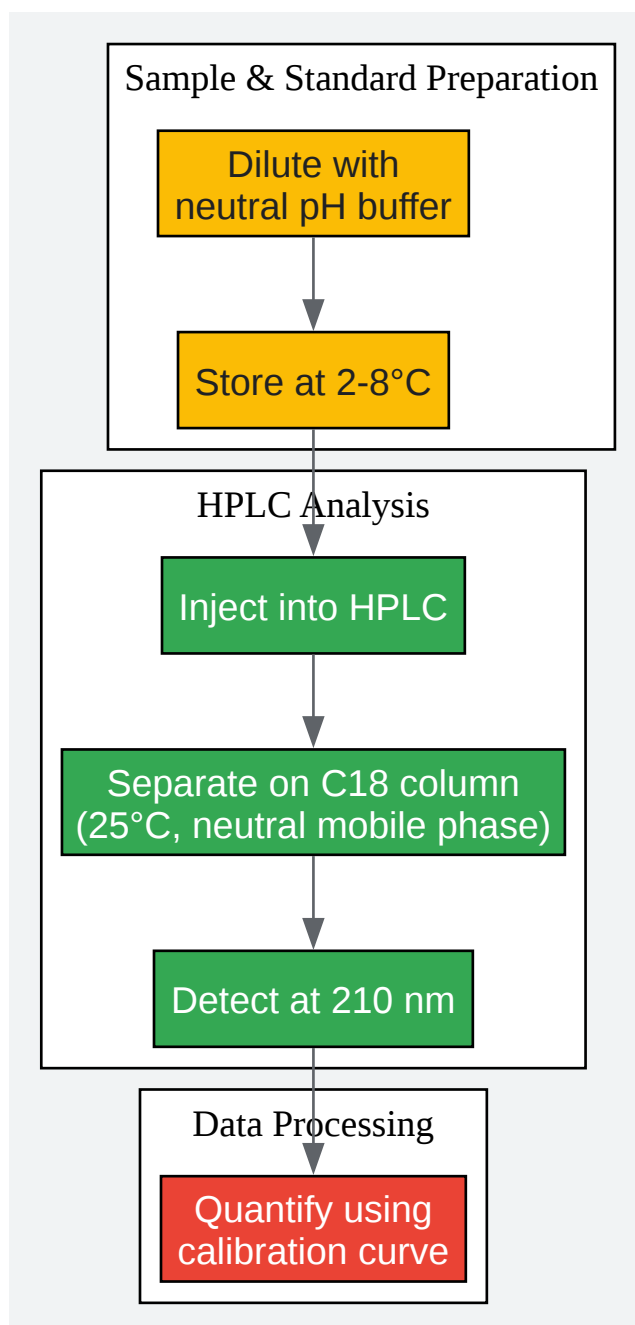 Sample & Standard Preparation
Dilute with
neutral pH buffer
Store at 2-8°C
HPLC Analysis
Inject into HPLC
Separate on C18 column
(25°C, neutral mobile phase)
Detect at 210 nm
Data Processing
Quantify using
calibration curve